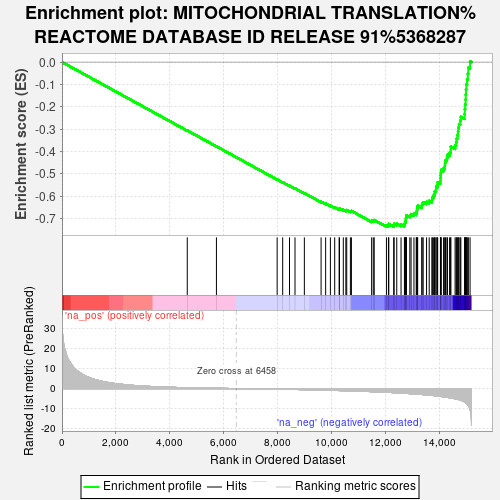 Enrichment plot: MITOCHONDRIAL TRANSLATION%
REACTOME DATABASE ID RELEASE 91%5368287
Enrichment score (ES)
0.0
-0.1
-0.2
-0.3
-0.4
-0.5
-0.6
-0.7
'na_pos' (positively correlated)
Ranked list metric (PreRanked)
30
20
10
0
-10
-20
Zero cross at 6458
'na_neg' (negatively correlated)
0
2,000
4,000
6,000
8,000
10,000
12,000
14,000
Rank in Ordered Dataset
Enrichment profile
Hits
Ranking metric scores